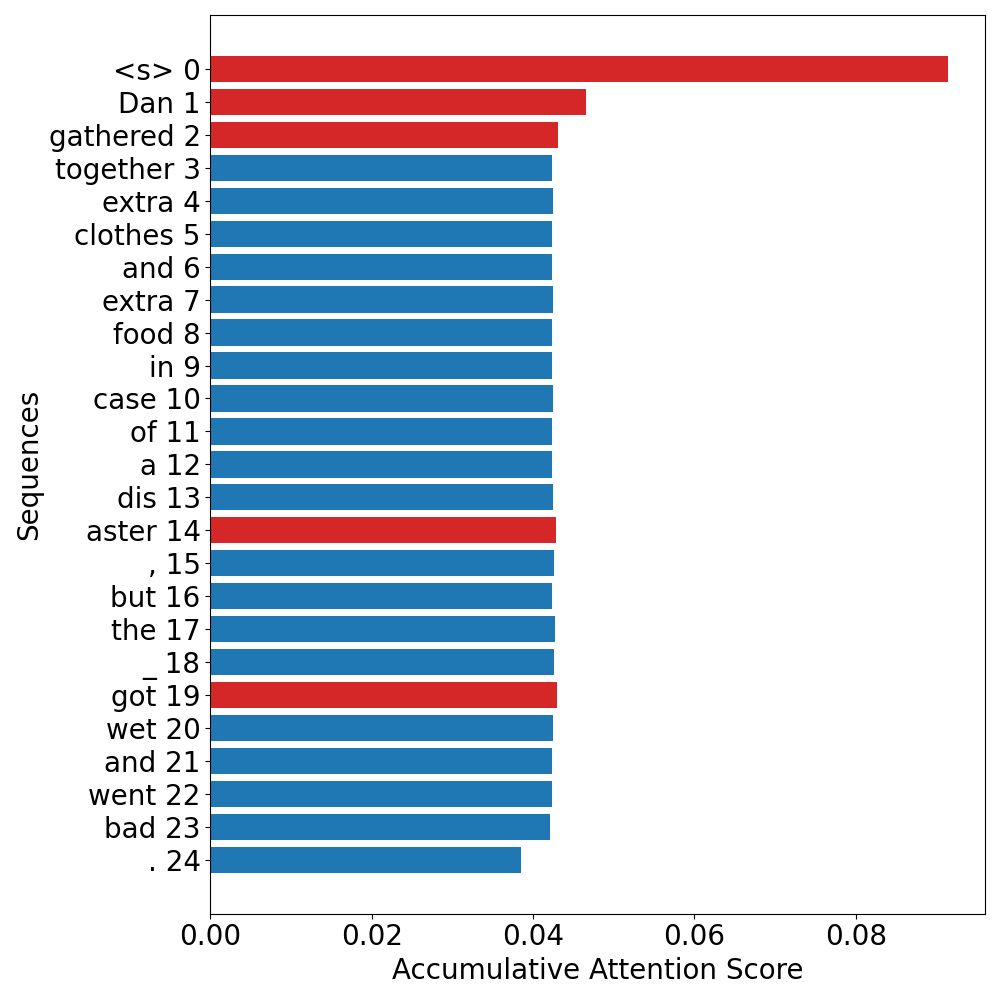 <s> 0
Dan 1
gathered 2
together 3
extra 4
clothes 5
and 6
extra 7
food 8
in 9
case 10
of 11
a 12
dis 13
aster 14
, 15
but 16
the 17
_ 18
got 19
wet 20
and 21
went 22
bad 23
. 24
Sequences
0.00 0.02 0.04 0.06 0.08
Accumulative Attention Score